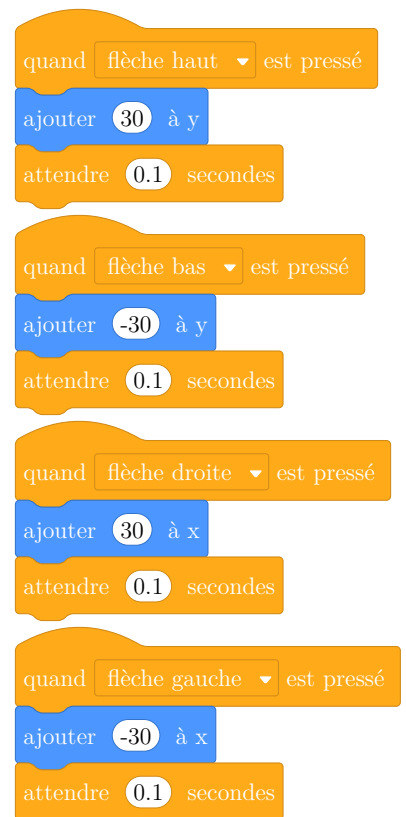 quand flèche haut est pressé
ajouter 30 à y
attendre 0.1 secondes
quand flèche bas est pressé
ajouter -30 à y
attendre 0.1 secondes
quand flèche droite est pressé
ajouter 30 à x
attendre 0.1 secondes
quand flèche gauche est pressé
ajouter -30 à x
attendre 0.1 secondes